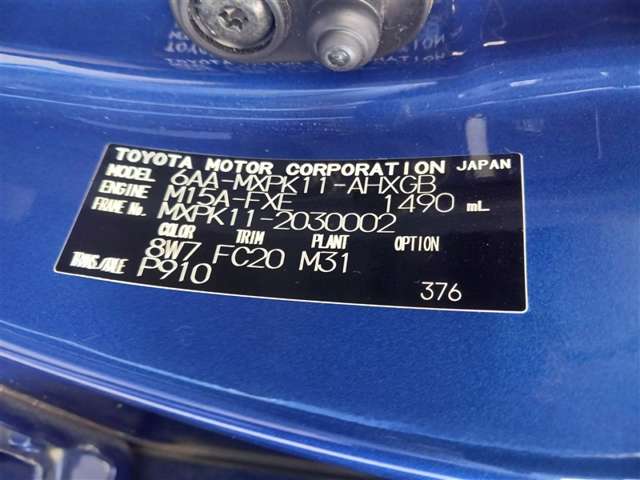 TOYOTA MOTOR CORPORATION JAPAN
MODEL 6AA-MXPK11-AHXGB
ENGINE M15A-FXE 1490 mL
FRAME No. MXPK11-2030002
COLOR TRIM PLANT OPTION
8W7 FC20 M31
TRANS./AXLE P910
376